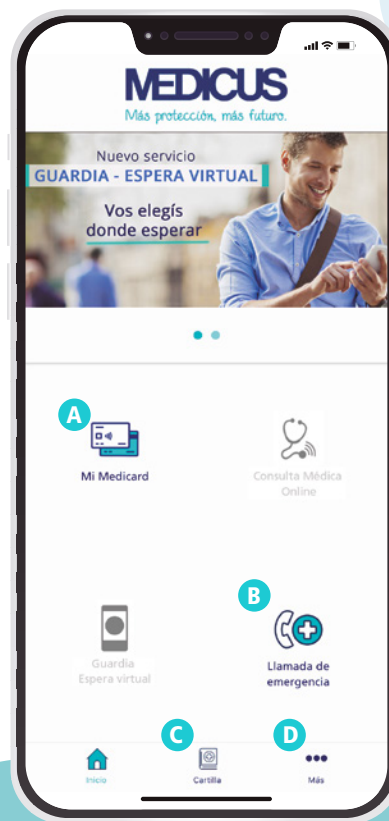 MEDICUS
Más protección, más futuro.
Nuevo servicio
GUARDIA - ESPERA VIRTUAL
Vos elegís
donde esperar
A
Mi Medicard
Consulta Médica
Online
B
Guardia
Espera virtual
Llamada de
emergencia
C
D
Inicio
Cartilla
Más